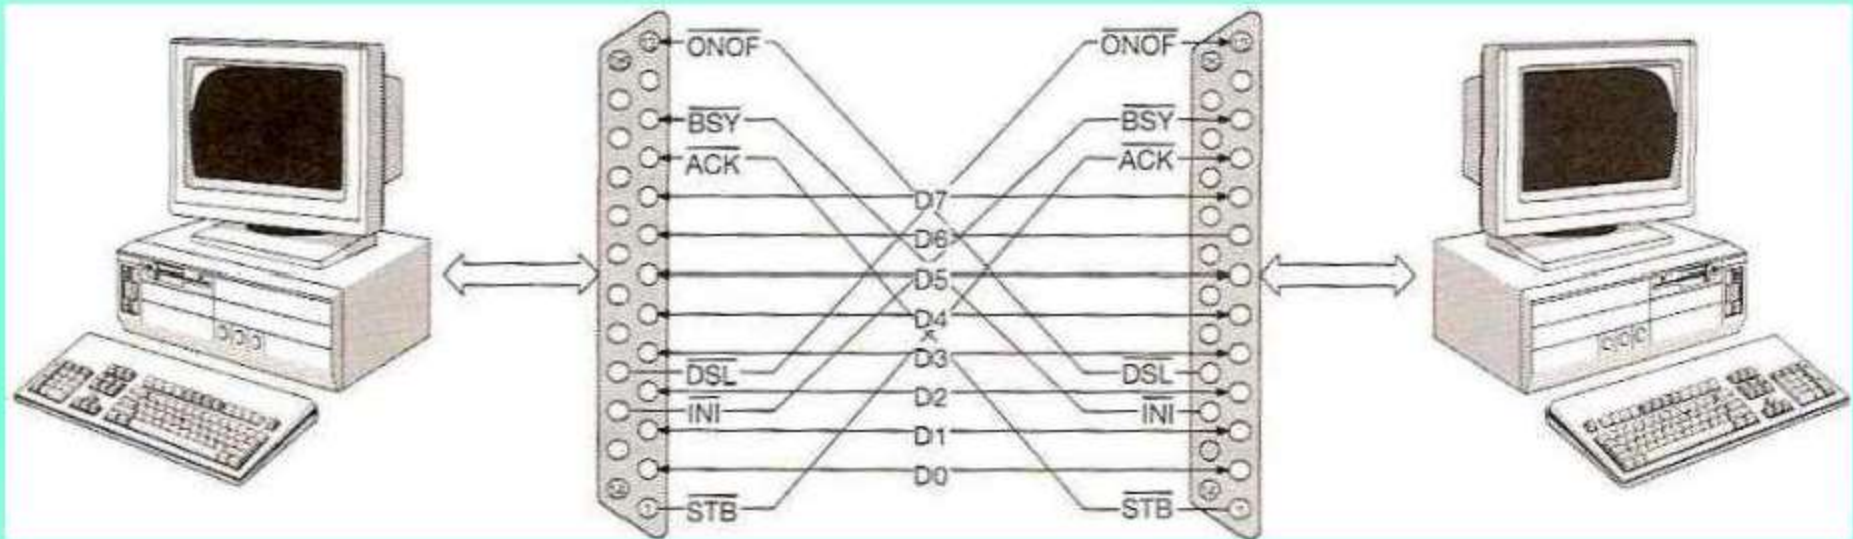 ONOF ONOF
BSY BSY
ACK ACK
D7
D6
D5
D4
D3
DSL DSL
D2
INI INI
D1
D0
STB STB